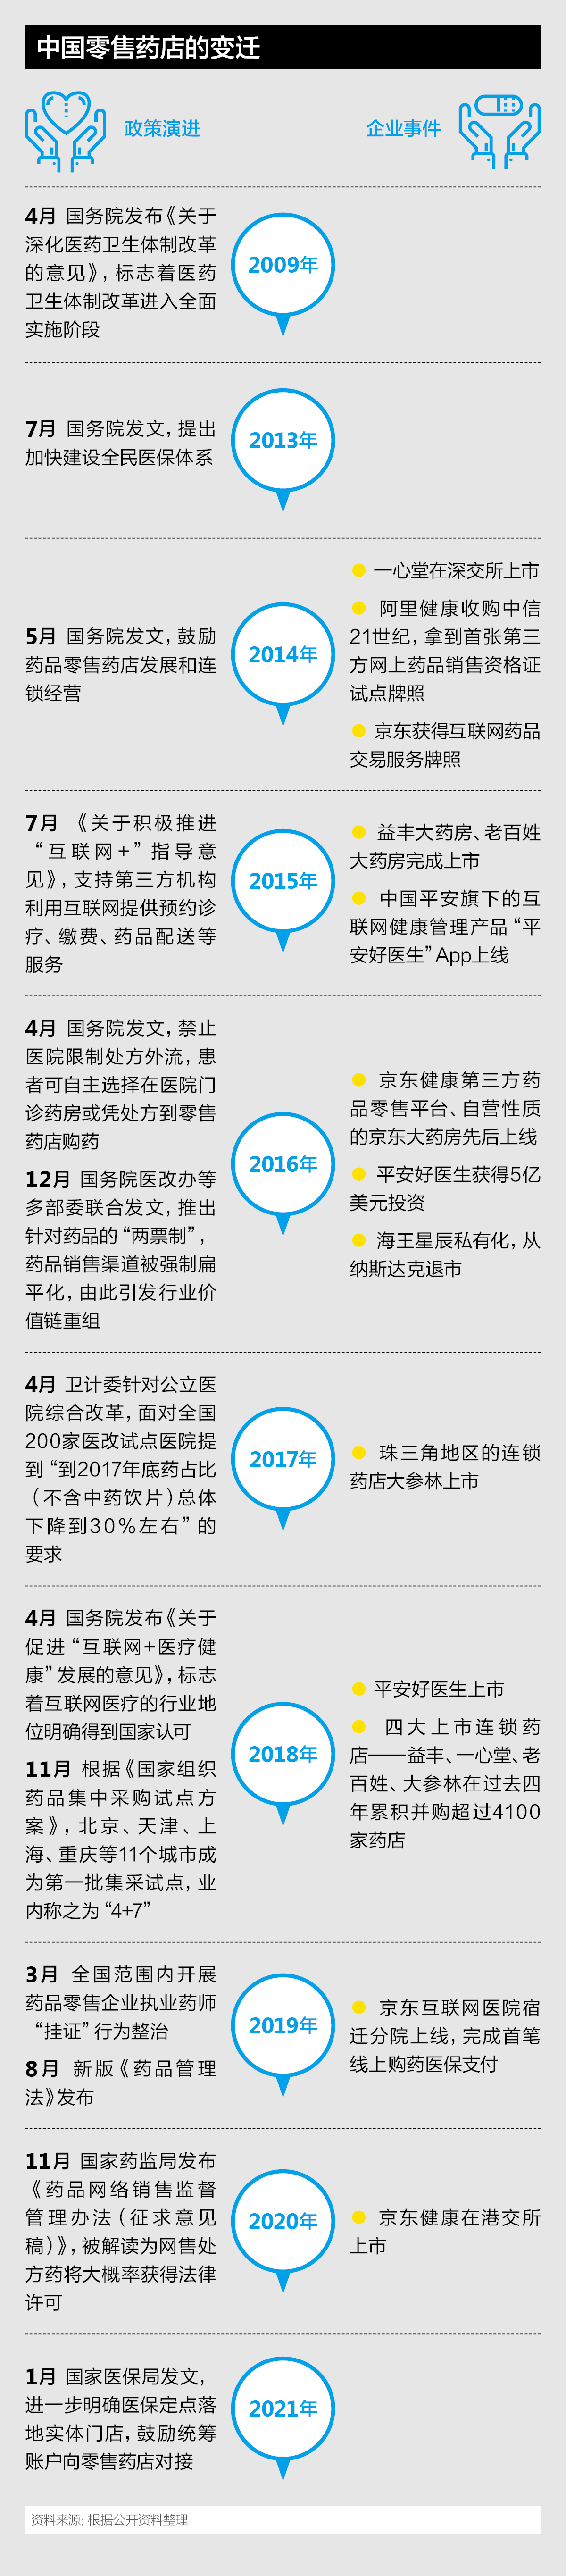 中国零售药店的变迁
政策演进
企业事件
4月 国务院发布《关于
深化医药卫生体制改革
的意见》，标志着医药
卫生体制改革进入全面
实施阶段
2009年
7月 国务院发文，提出
加快建设全民医保体系
2013年
5月 国务院发文，鼓励
药品零售药店发展和连
锁经营
2014年
一心堂在深交所上市
阿里健康收购中信
21世纪，拿到首张第三
方网上药品销售资格证
试点牌照
京东获得互联网药品
交易服务牌照
7月 《关于积极推进
“互联网+”指导意
见》，支持第三方机构
利用互联网提供预约诊
疗、缴费、药品配送等
服务
2015年
益丰大药房、老百姓
大药房完成上市
中国平安旗下的互
联网健康管理产品“平
安好医生”App上线
4月 国务院发文，禁止
医院限制处方外流，患
者可自主选择在医院门
诊药房或凭处方到零售
药店购药
12月 国务院医改办等
多部委联合发文，推出
针对药品的“两票制”，
药品销售渠道被强制扁
平化，由此引发行业价
值链重组
2016年
京东健康第三方药
品零售平台、自营性质
的京东大药房先后上线
平安好医生获得5亿
美元投资
海王星辰私有化，从
纳斯达克退市
4月 卫计委针对公立医
院综合改革，面对全国
200家医改试点医院提
到“到2017年底药占比
（不含中药饮片）总体
下降到30%左右”的
要求
2017年
珠三角地区的连锁
药店大参林上市
4月 国务院发布《关于
促进“互联网+医疗健
康”发展的意见》，标志
着互联网医疗的行业地
位明确得到国家认可
11月 根据《国家组织
药品集中采购试点方
案》，北京、天津、上
海、重庆等11个城市成
为第一批集采试点，业
内称之为“4+7”
2018年
平安好医生上市
四大上市连锁药
店——益丰、一心堂、老
百姓、大参林在过去四
年累积并购超过4100
家药店
3月 全国范围内开展
药品零售企业执业药师
“挂证”行为整治
8月 新版《药品管理
法》发布
2019年
京东互联网医院宿
迁分院上线，完成首笔
线上购药医保支付
11月 国家药监局发布
《药品网络销售监督
管理办法（征求意见
稿）》，被解读为网售处
方药将大概率获得法律
许可
2020年
京东健康在港交所
上市
1月 国家医保局发文，
进一步明确医保定点落
地实体门店，鼓励统筹
账户向零售药店对接
2021年
资料来源：根据公开资料整理